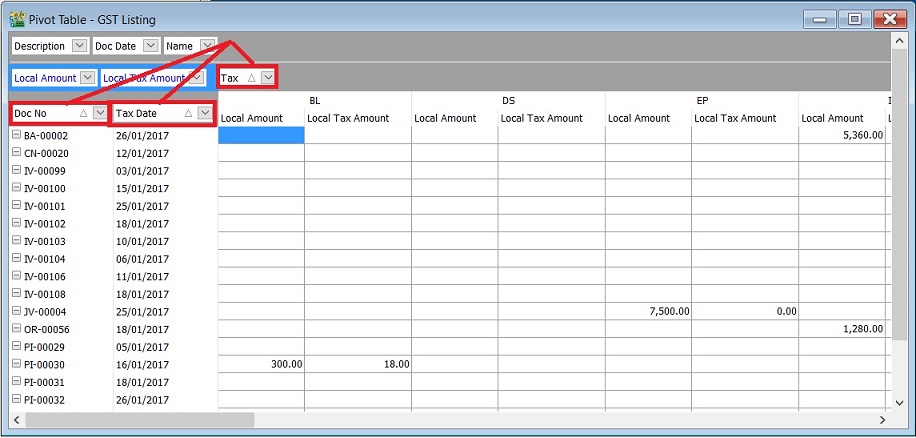 Pivot Table - GST Listing
Description Doc Date Name
Local Amount Local Tax Amount Tax
Doc No Tax Date
BL DS EP
Local Amount Local Tax Amount Local Amount Local Tax Amount Local Amount Local Tax Amount Local Amount
BA-00002 26/01/2017 5,360.00
CN-00020 12/01/2017
IV-00099 03/01/2017
IV-00100 15/01/2017
IV-00101 25/01/2017
IV-00102 18/01/2017
IV-00103 10/01/2017
IV-00104 06/01/2017
IV-00106 11/01/2017
IV-00108 18/01/2017
JV-00004 25/01/2017 7,500.00 0.00
OR-00056 18/01/2017 1,280.00
PI-00029 05/01/2017
PI-00030 16/01/2017 300.00 18.00
PI-00031 18/01/2017
PI-00032 26/01/2017